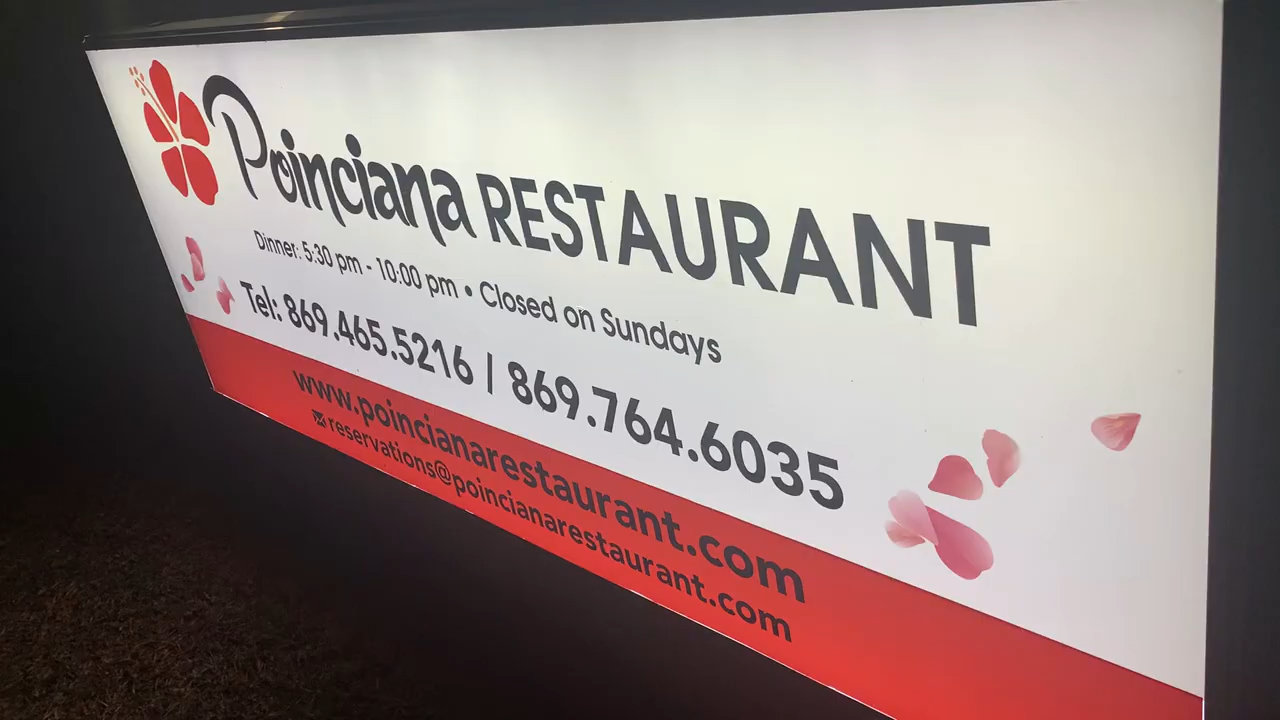 Poinciana RESTAURANT
Dinner: 5:30 pm - 10:00 pm • Closed on Sundays
Tel: 869.465.5216 / 869.764.6035
www.poincianarestaurant.com
reservations@poincianarestaurant.com